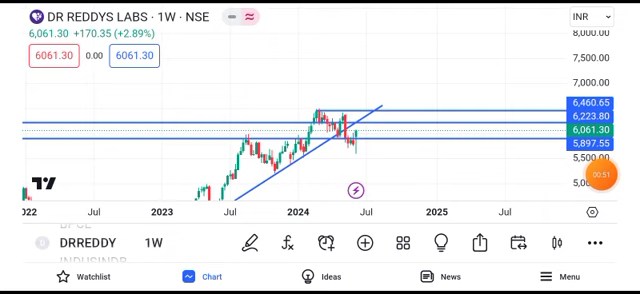 DR REDDYS LABS · 1W · NSE
INR
6,061.30 +170.35 (+2.89%)
8,000.00
6061.30 0.00 6061.30
7,500.00
7,000.00
6,460.65
6,223.80
6,061.30
5,897.55
5,500.00
00:51
2022 Jul 2023 Jul 2024 Jul 2025 Jul
DRREDDY 1W
Watchlist Chart Ideas News Menu